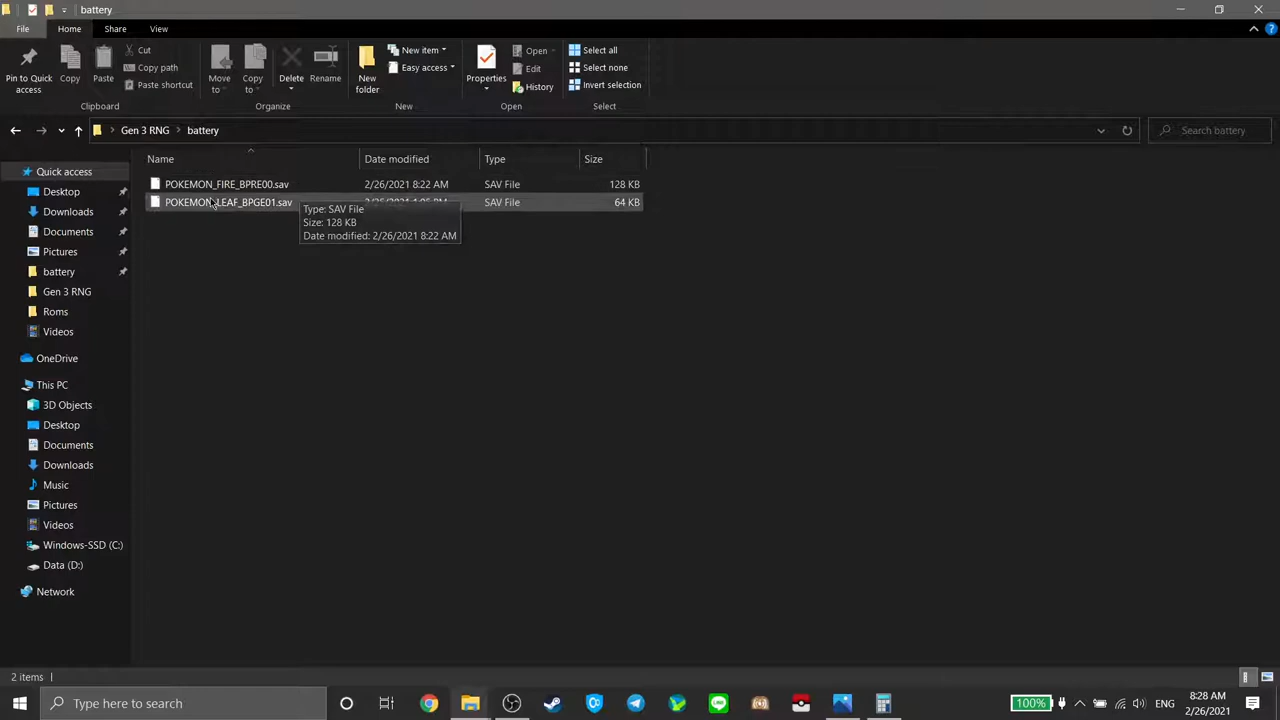 battery
File
Home
Share
View
Pin to Quick
access
Copy
Paste
Cut
Copy path
Paste shortcut
Clipboard
Move
to
Copy
to
Delete
Rename
Organize
New
folder
New item
Easy access
New
Properties
Open
Edit
History
Open
Select all
Select none
Invert selection
Select
Gen 3 RNG
battery
Search battery
Name
Date modified
Type
Size
POKEMON_FIRE_BPRE00.sav
2/26/2021 8:22 AM
SAV File
128 KB
POKEMON_LEAF_BPGE01.sav
SAV File
64 KB
Type: SAV File
Size: 128 KB
Date modified: 2/26/2021 8:22 AM
Quick access
Desktop
Downloads
Documents
Pictures
battery
Gen 3 RNG
Roms
Videos
OneDrive
This PC
3D Objects
Desktop
Documents
Downloads
Music
Pictures
Videos
Windows-SSD (C:)
Data (D:)
Network
2 items
Type here to search
100%
ENG
8:28 AM
2/26/2021